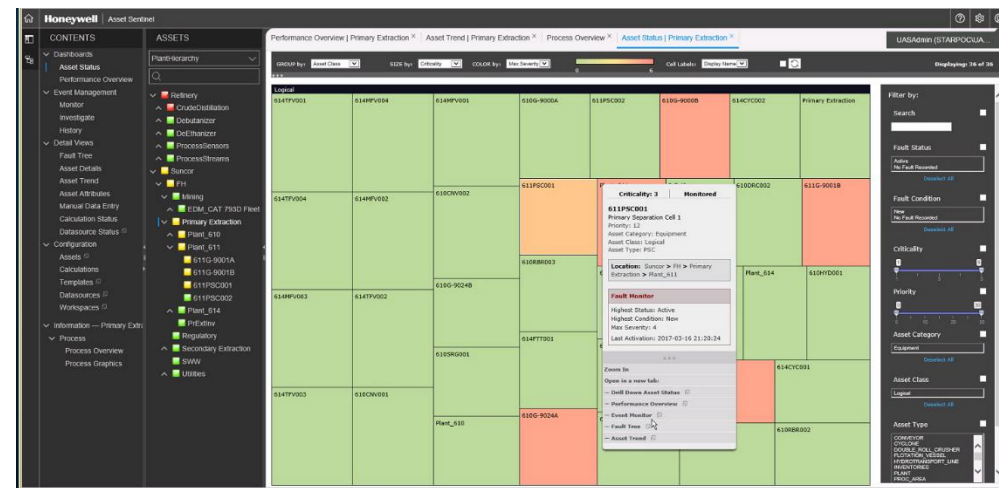 Honeywell | Asset Sentinel
CONTENTS
Dashboards
Asset Status
Performance Overview
Event Management
Monitor
Investigate
History
Detail Views
Fault Tree
Asset Details
Asset Trend
Asset Attributes
Manual Data Entry
Calculation Status
Datasource Status
Configuration
Assets
Calculations
Templates
Datasources
Workspaces
Information — Primary Extra
Process
Process Overview
Process Graphics
ASSETS
PlantHierarchy
Refinery
CrudeDistillation
Debutanizer
DeEthanizer
ProcessSensors
ProcessStreams
Suncor
FH
Mining
EDM_CAT 793D Fleet
Primary Extraction
Plant_610
Plant_611
611G-9001A
611G-9001B
611PSC001
611PSC002
Plant_614
PrExtInv
Regulatory
Secondary Extraction
SWW
Utilities
Performance Overview | Primary Extraction × Asset Trend | Primary Extraction × Process Overview × Asset Status | Primary Extraction ×
UASAdmin (STARPOC\UA...
GROUP by: Asset Class SIZE by: Criticality COLOR by: Max Severity 0 6 Cell Labels: Display Name Displaying: 36 of 36
Logical
614TFV001 614MFV004 614MFV001 610G-9000A 611PSC002 610G-9000B 614CYC002 Primary Extraction
614TFV004 614MFV002 610CNV002 611PSC001 610DRC002 611G-9001B
610RBR003 610G-9024B Plant_614 610HYD001
614MFV003 614TFV002
614FTT001
610SRG001
614TFV003 610CNV001 614CYC001
Plant_610 610G-9024A 610RBR002
Criticality: 3 Monitored
611PSC001
Primary Separation Cell 1
Priority: 12
Asset Category: Equipment
Asset Class: Logical
Asset Type: PSC
Location: Suncor > FH > Primary
Extraction > Plant_611
Fault Monitor
Highest Status: Active
Highest Condition: New
Max Severity: 4
Last Activation: 2017-03-16 21:20:24
Zoom In
Open in a new tab:
— Drill Down Asset Status
— Performance Overview
— Event Monitor
— Fault Tree
— Asset Trend
Filter by:
Search
Fault Status
Active
No Fault Recorded
Deselect All
Fault Condition
New
No Fault Recorded
Deselect All
Criticality
Priority
Asset Category
Equipment
Deselect All
Asset Class
Logical
Deselect All
Asset Type
CONVEYOR
CYCLONE
DOUBLE_ROLL_CRUSHER
FLOTATION_VESSEL
HYDROTRANSPORT_LINE
INVENTORIES
PLANT
PROC_AREA